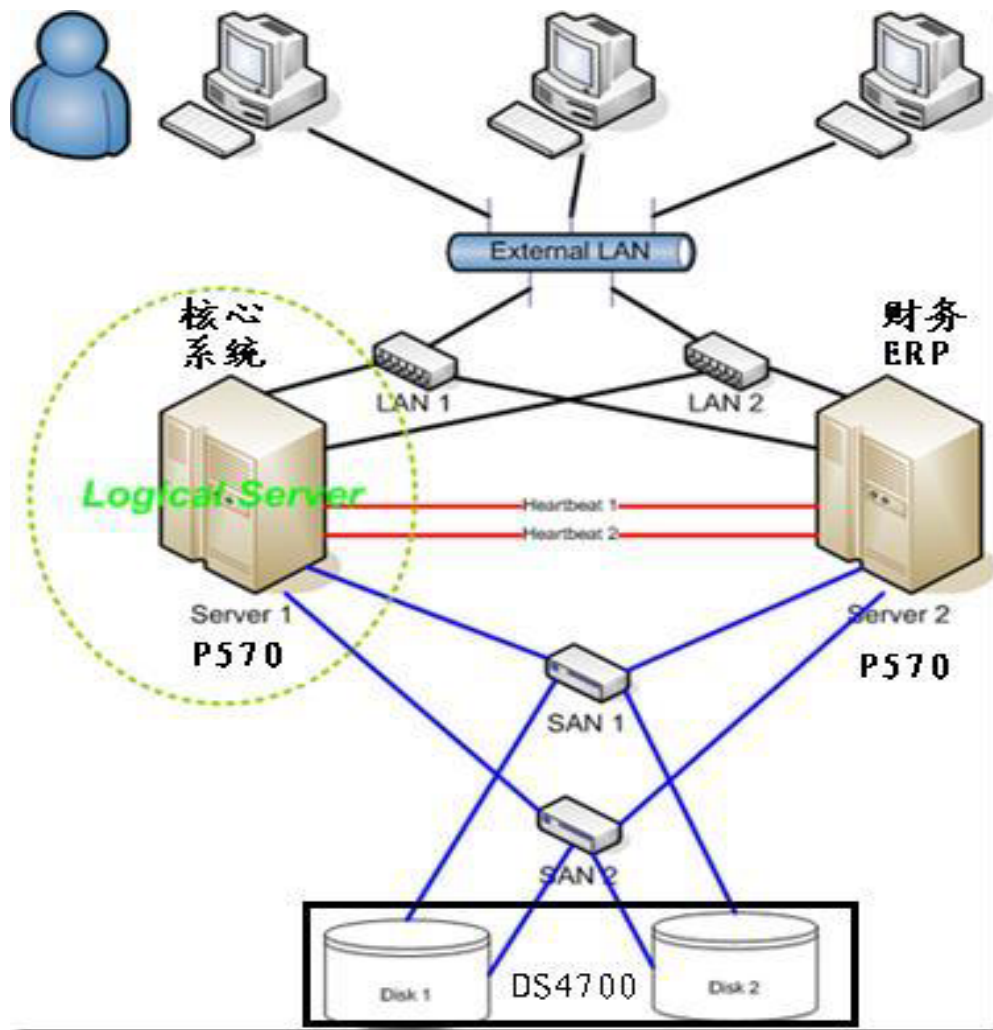 External LAN
核心
系统
财务
ERP
LAN 1
LAN 2
Logical Server
Heartbeat 1
Heartbeat 2
Server 1
P570
Server 2
P570
SAN 1
SAN 2
Disk 1
DS4700
Disk 2